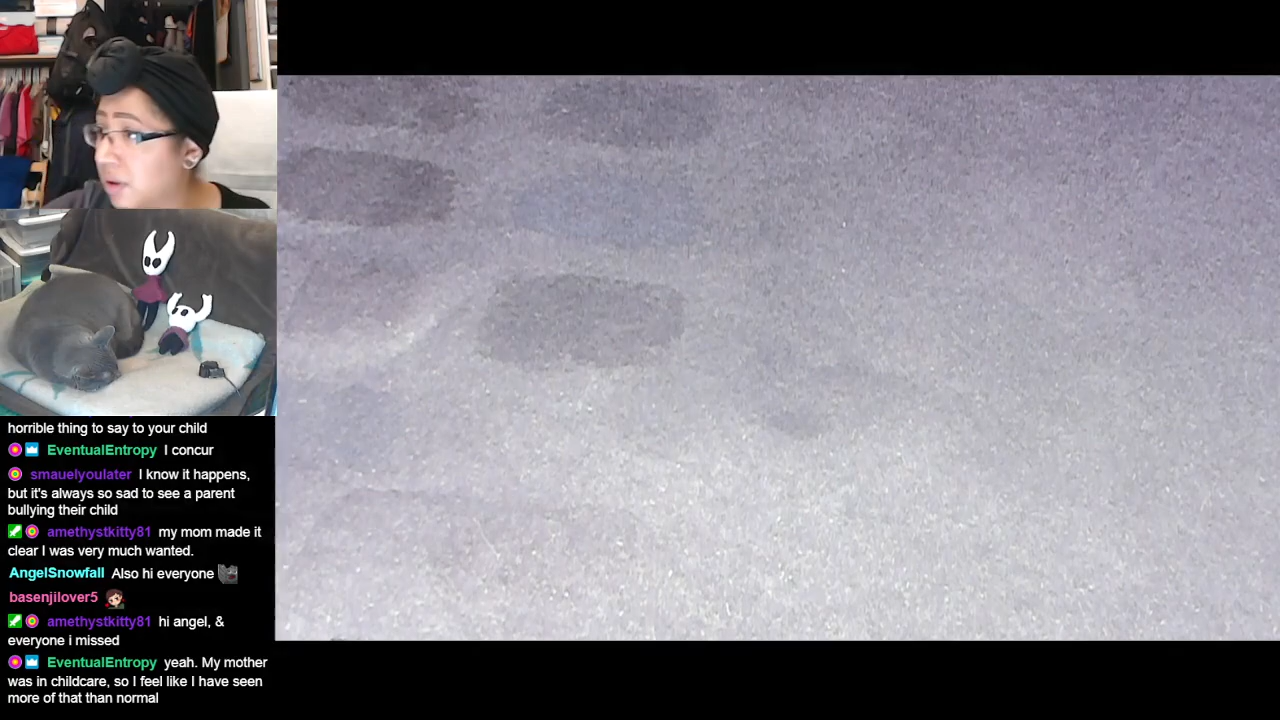 horrible thing to say to your child
EventualEntropy I concur
smauelyoulater I know it happens,
but it's always so sad to see a parent
bullying their child
amethystkitty81 my mom made it
clear I was very much wanted.
AngelSnowfall Also hi everyone
basenjilover5
amethystkitty81 hi angel, &
everyone i missed
EventualEntropy yeah. My mother
was in childcare, so I feel like I have seen
more of that than normal